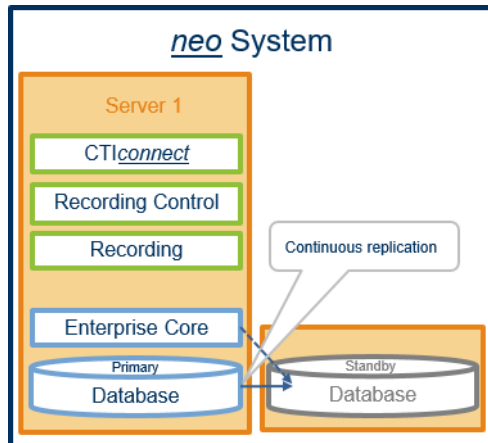 neo System
Server 1
CTIconnect
Recording Control
Recording
Continuous replication
Enterprise Core
Primary
Database
Standby
Database